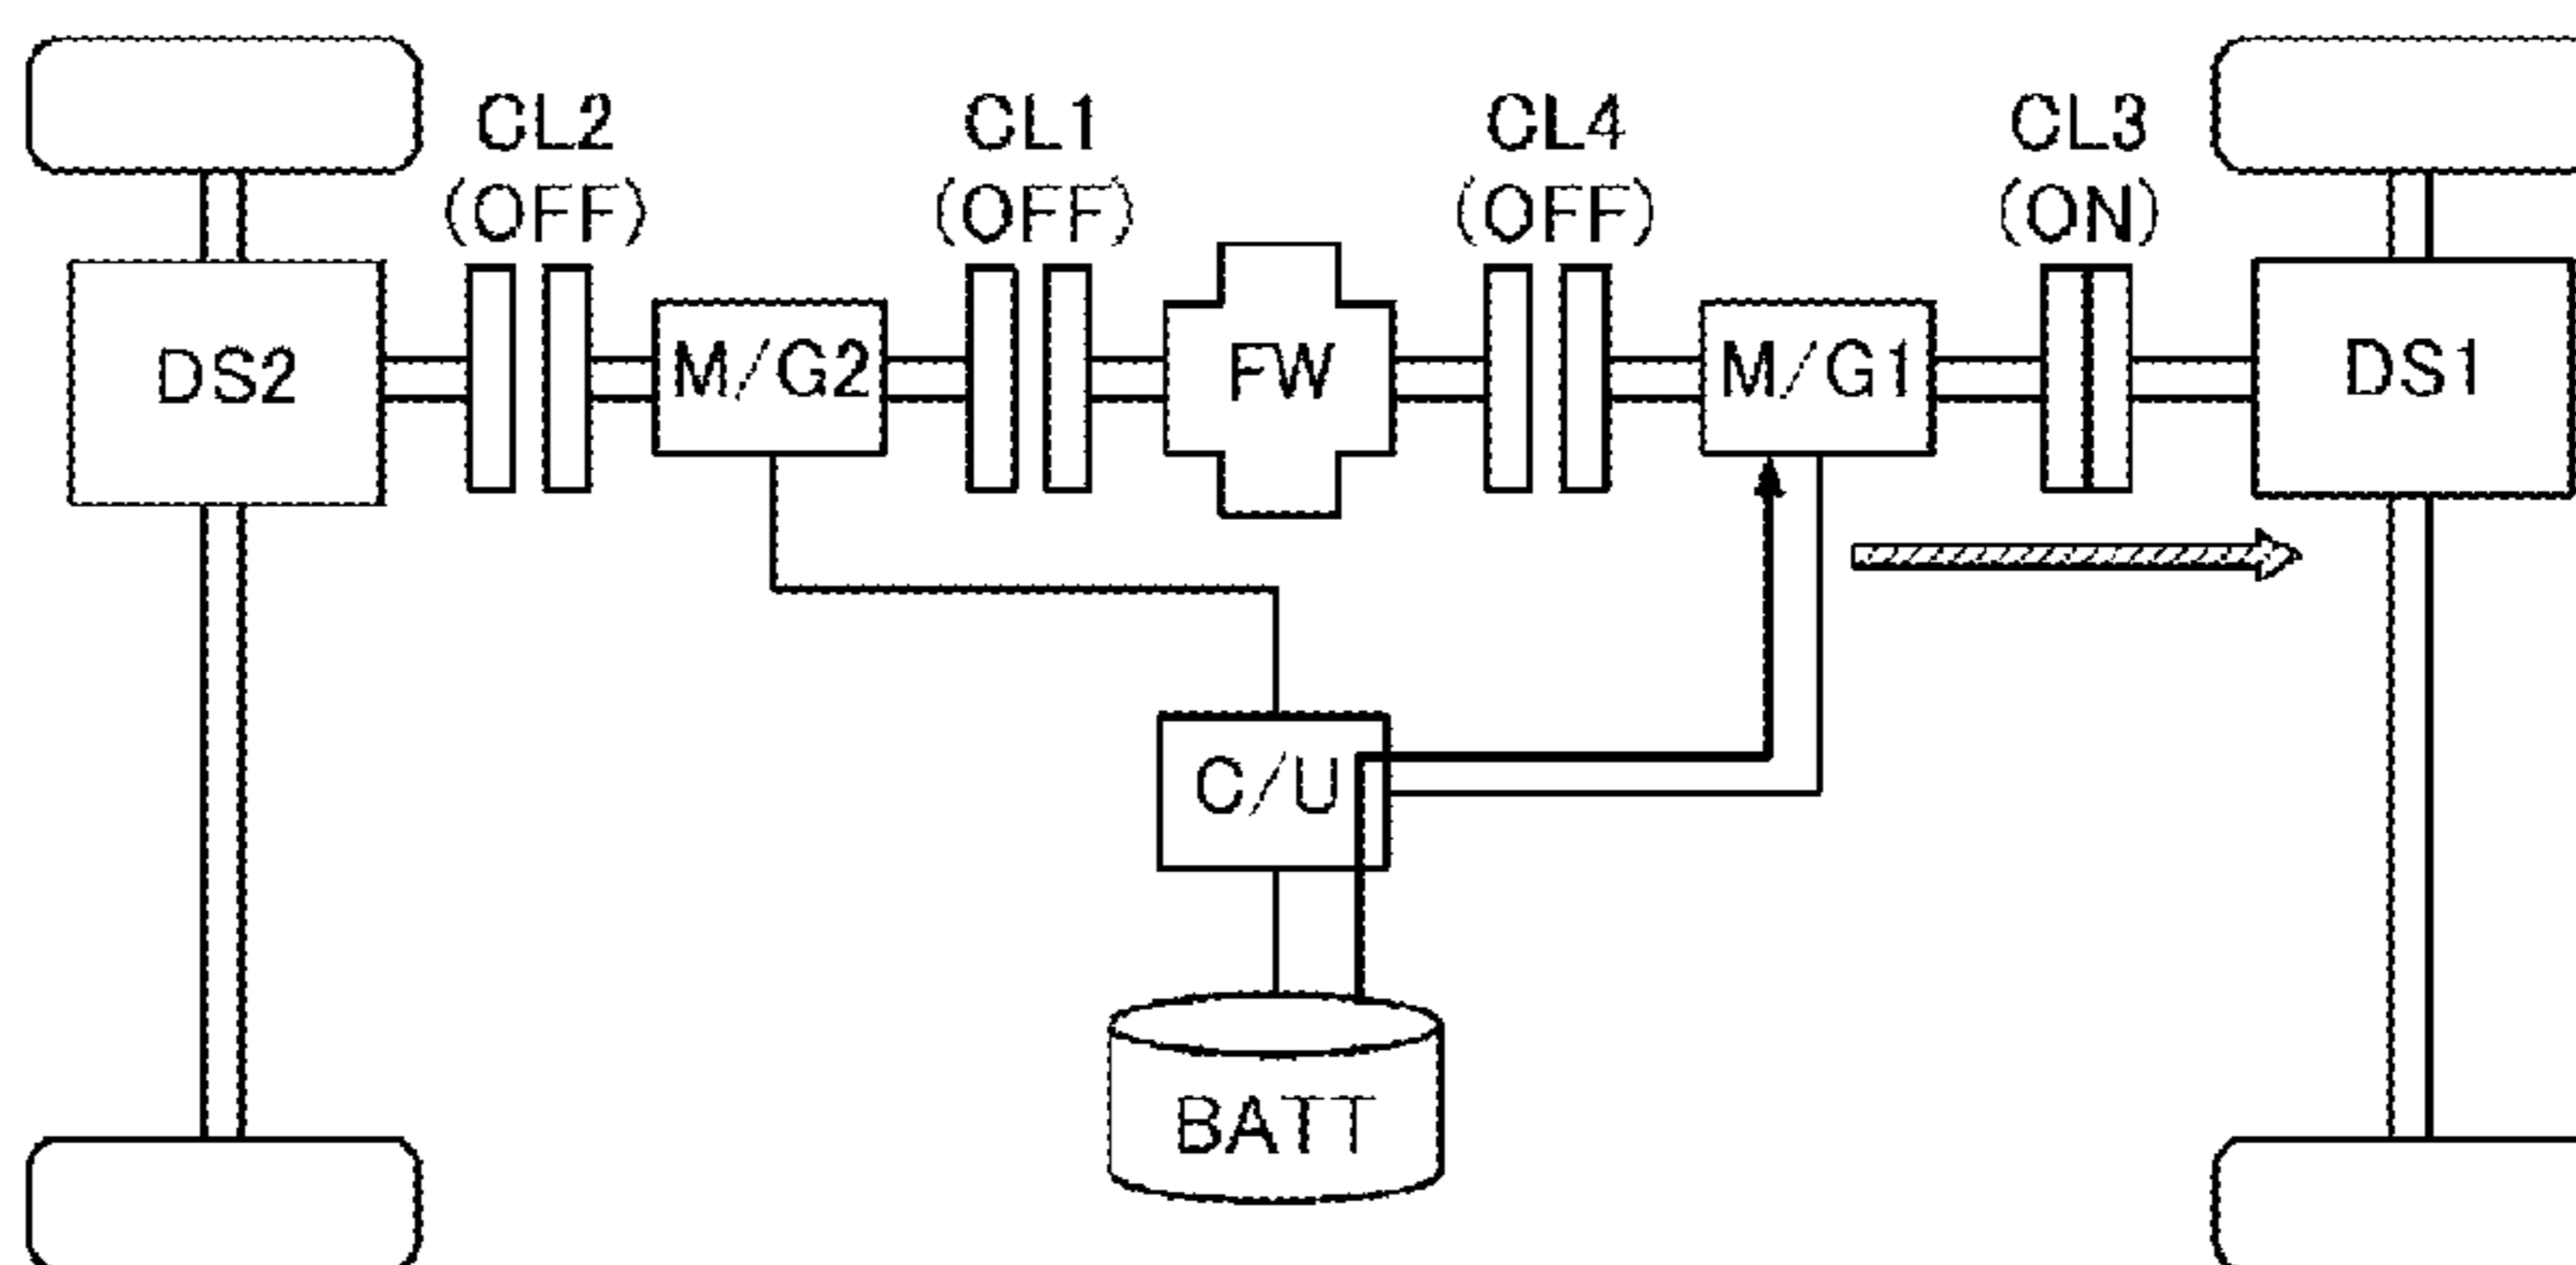 CL2
(OFF)
CL1
(OFF)
CL4
(OFF)
CL3
(ON)
DS2
M/G2
FW
M/G1
DS1
C/U
BATT